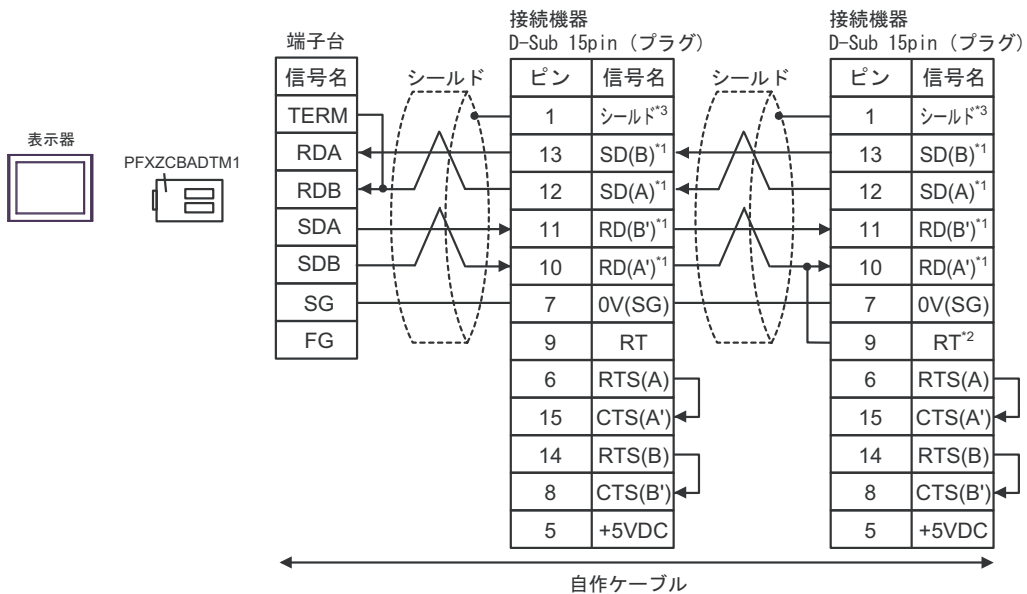 表示器
PFXZCBADTM1
端子台
信号名
TERM
RDA
RDB
SDA
SDB
SG
FG
シールド
接続機器
D-Sub 15pin (プラグ)
ピン 信号名
1 シールド*3
13 SD(B)*1
12 SD(A)*1
11 RD(B')*1
10 RD(A')*1
7 0V(SG)
9 RT
6 RTS(A)
15 CTS(A')
14 RTS(B)
8 CTS(B')
5 +5VDC
シールド
接続機器
D-Sub 15pin (プラグ)
ピン 信号名
1 シールド*3
13 SD(B)*1
12 SD(A)*1
11 RD(B')*1
10 RD(A')*1
7 0V(SG)
9 RT*2
6 RTS(A)
15 CTS(A')
14 RTS(B)
8 CTS(B')
5 +5VDC
自作ケーブル